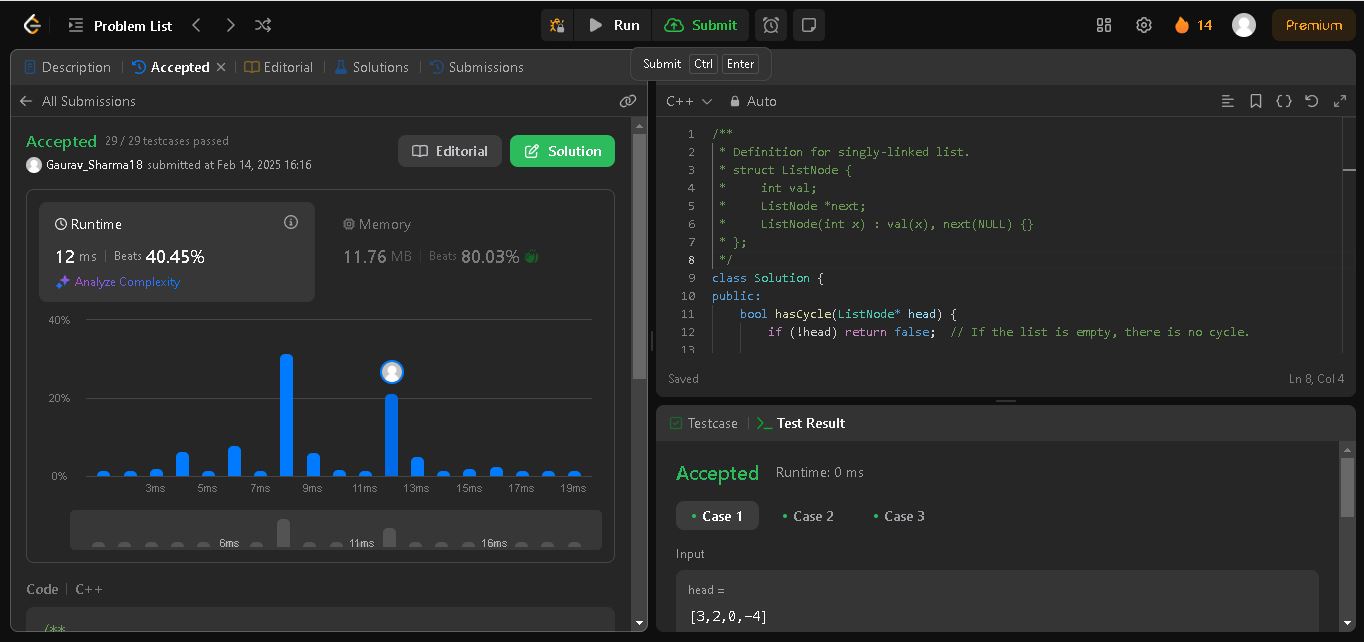 Problem List
Run
Submit
14
Premium
Description
Accepted
Editorial
Solutions
Submissions
Submit Ctrl Enter
All Submissions
Accepted 29 / 29 testcases passed
Gaurav_Sharma18 submitted at Feb 14, 2025 16:16
Editorial
Solution
Runtime
12 ms Beats 40.45%
Analyze Complexity
Memory
11.76 MB Beats 80.03%
40%
20%
0%
3ms 5ms 7ms 9ms 11ms 13ms 15ms 17ms 19ms
6ms 11ms 16ms
Code C++
/**
C++ Auto
1 /**
2 * Definition for singly-linked list.
3 * struct ListNode {
4 *     int val;
5 *     ListNode *next;
6 *     ListNode(int x) : val(x), next(NULL) {}
7 * };
8 */
9 class Solution {
10 public:
11     bool hasCycle(ListNode* head) {
12         if (!head) return false;  // If the list is empty, there is no cycle.
13
Saved
Ln 8, Col 4
Testcase
>_ Test Result
Accepted Runtime: 0 ms
• Case 1 • Case 2 • Case 3
Input
head =
[3,2,0,-4]